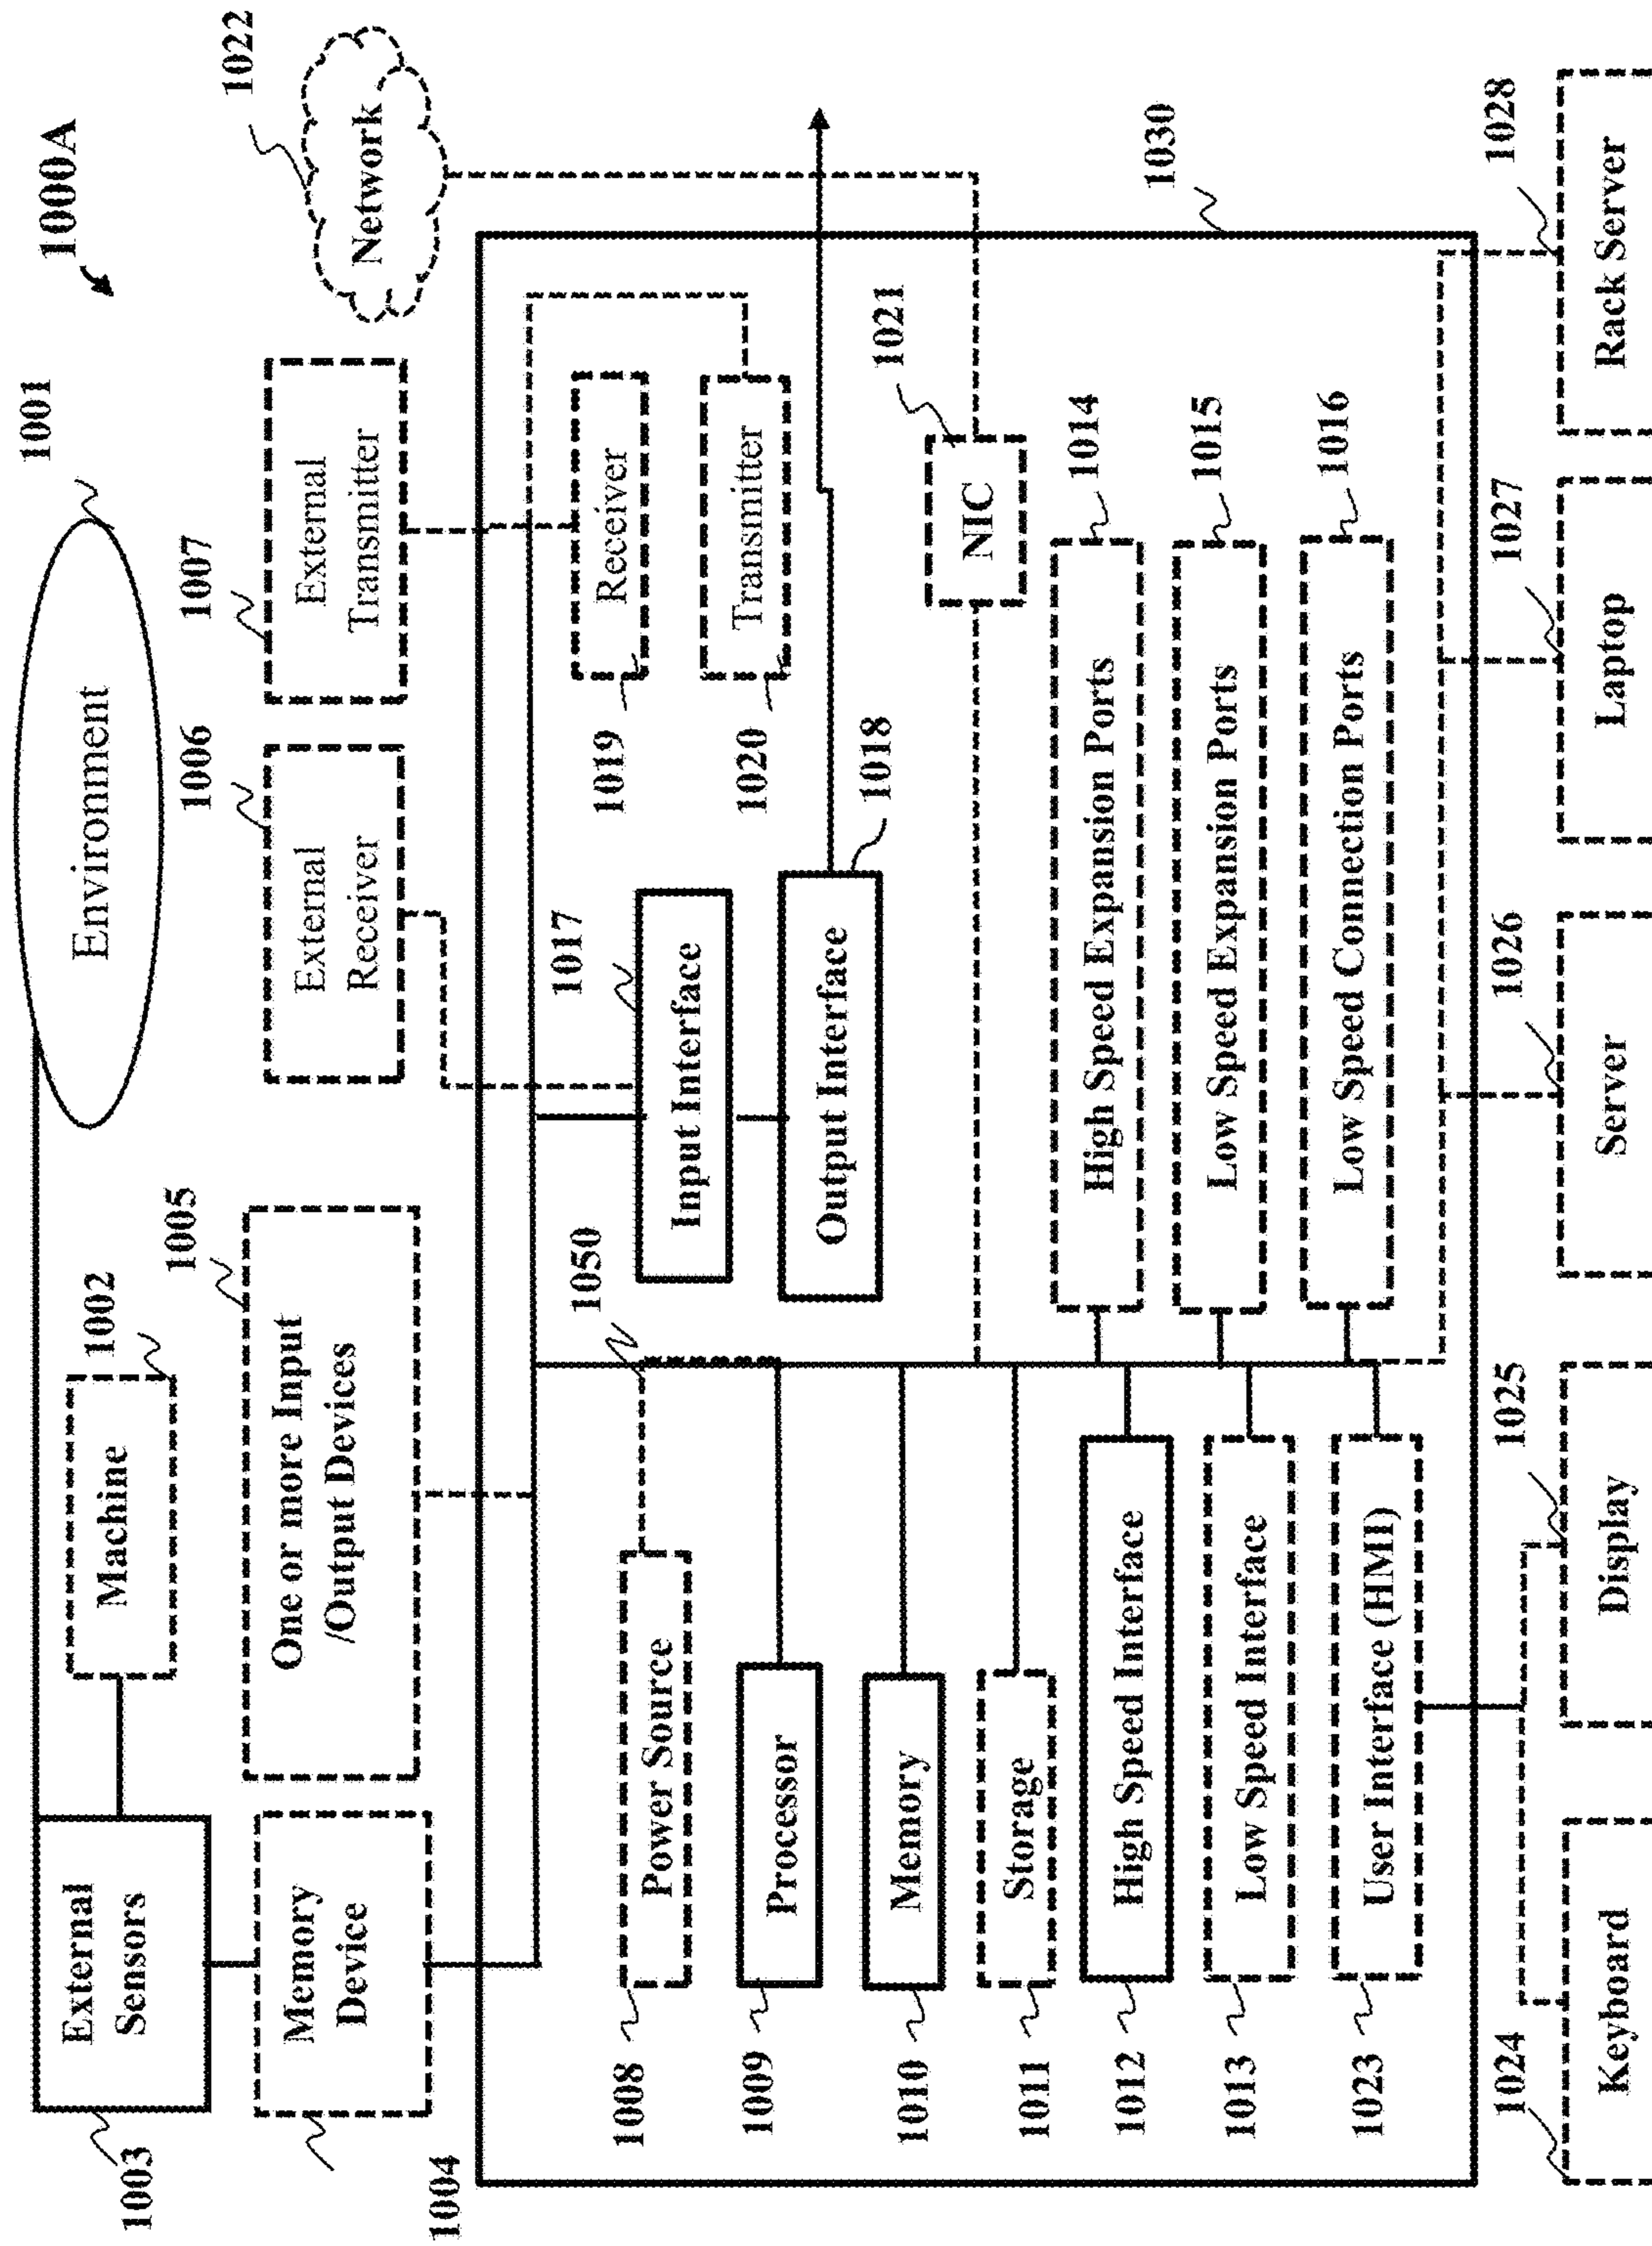 1000A
1001
Environment
1002
Machine
1003
External
Sensors
1004
Memory
Device
1005
One or more Input
/Output Devices
1006
External
Receiver
1007
External
Transmitter
1022
Network
1050
1017
Input Interface
Output Interface
1018
1019
Receiver
1020
Transmitter
1021
NIC
1008
Power Source
1009
Processor
1010
Memory
1011
Storage
1012
High Speed Interface
1013
Low Speed Interface
1023
User Interface (HMI)
High Speed Expansion Ports
1014
Low Speed Expansion Ports
1015
Low Speed Connection Ports
1016
1030
1024
Keyboard
1025
Display
1026
Server
1027
Laptop
1028
Rack Server